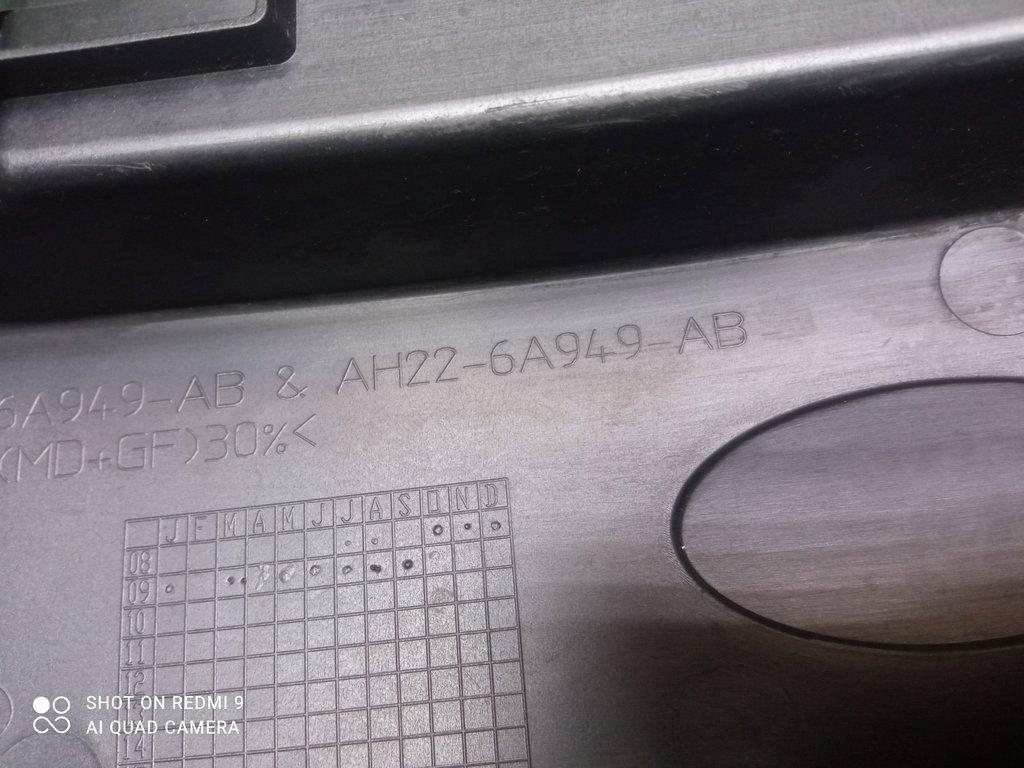 6A949-AB & AH22-6A949-AB
(MD+GF)30%<
J F M A M J J A S O N D
08
09
10
11
12
14
SHOT ON REDMI 9
AI QUAD CAMERA